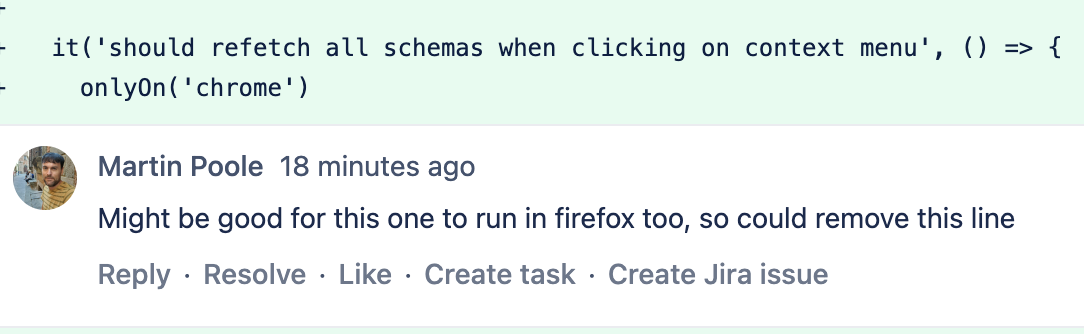 +
+ it('should refetch all schemas when clicking on context menu', () => {
+ onlyOn('chrome')
Martin Poole 18 minutes ago
Might be good for this one to run in firefox too, so could remove this line
Reply · Resolve · Like · Create task · Create Jira issue